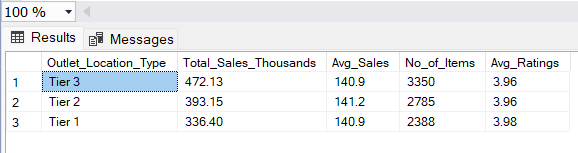 100 %
Results Messages
Outlet_Location_Type Total_Sales_Thousands Avg_Sales No_of_Items Avg_Ratings
1 Tier 3 472.13 140.9 3350 3.96
2 Tier 2 393.15 141.2 2785 3.96
3 Tier 1 336.40 140.9 2388 3.98